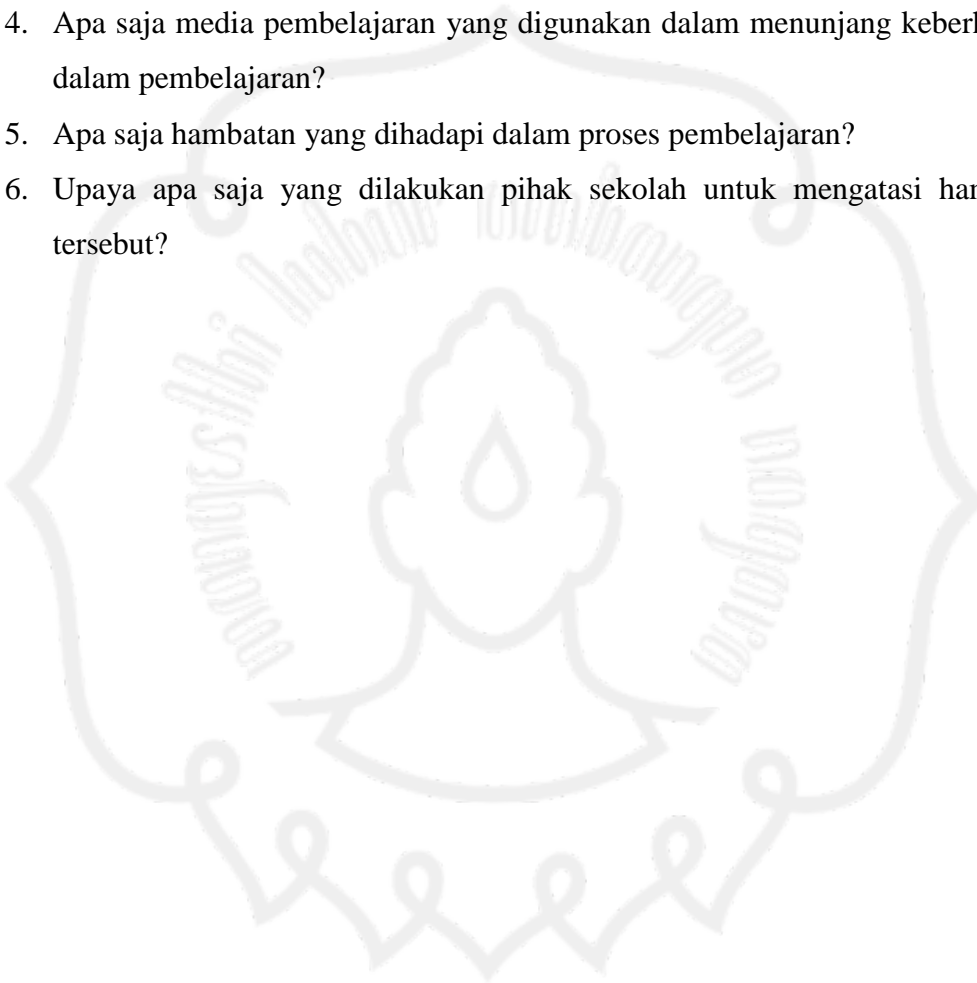 4. Apa saja media pembelajaran yang digunakan dalam menunjang
dalam pembelajaran?
5. Apa saja hambatan yang dihadapi dalam proses pembelajaran?
6. Upaya apa saja yang dilakukan pihak sekolah untuk mengatasi
tersebut?